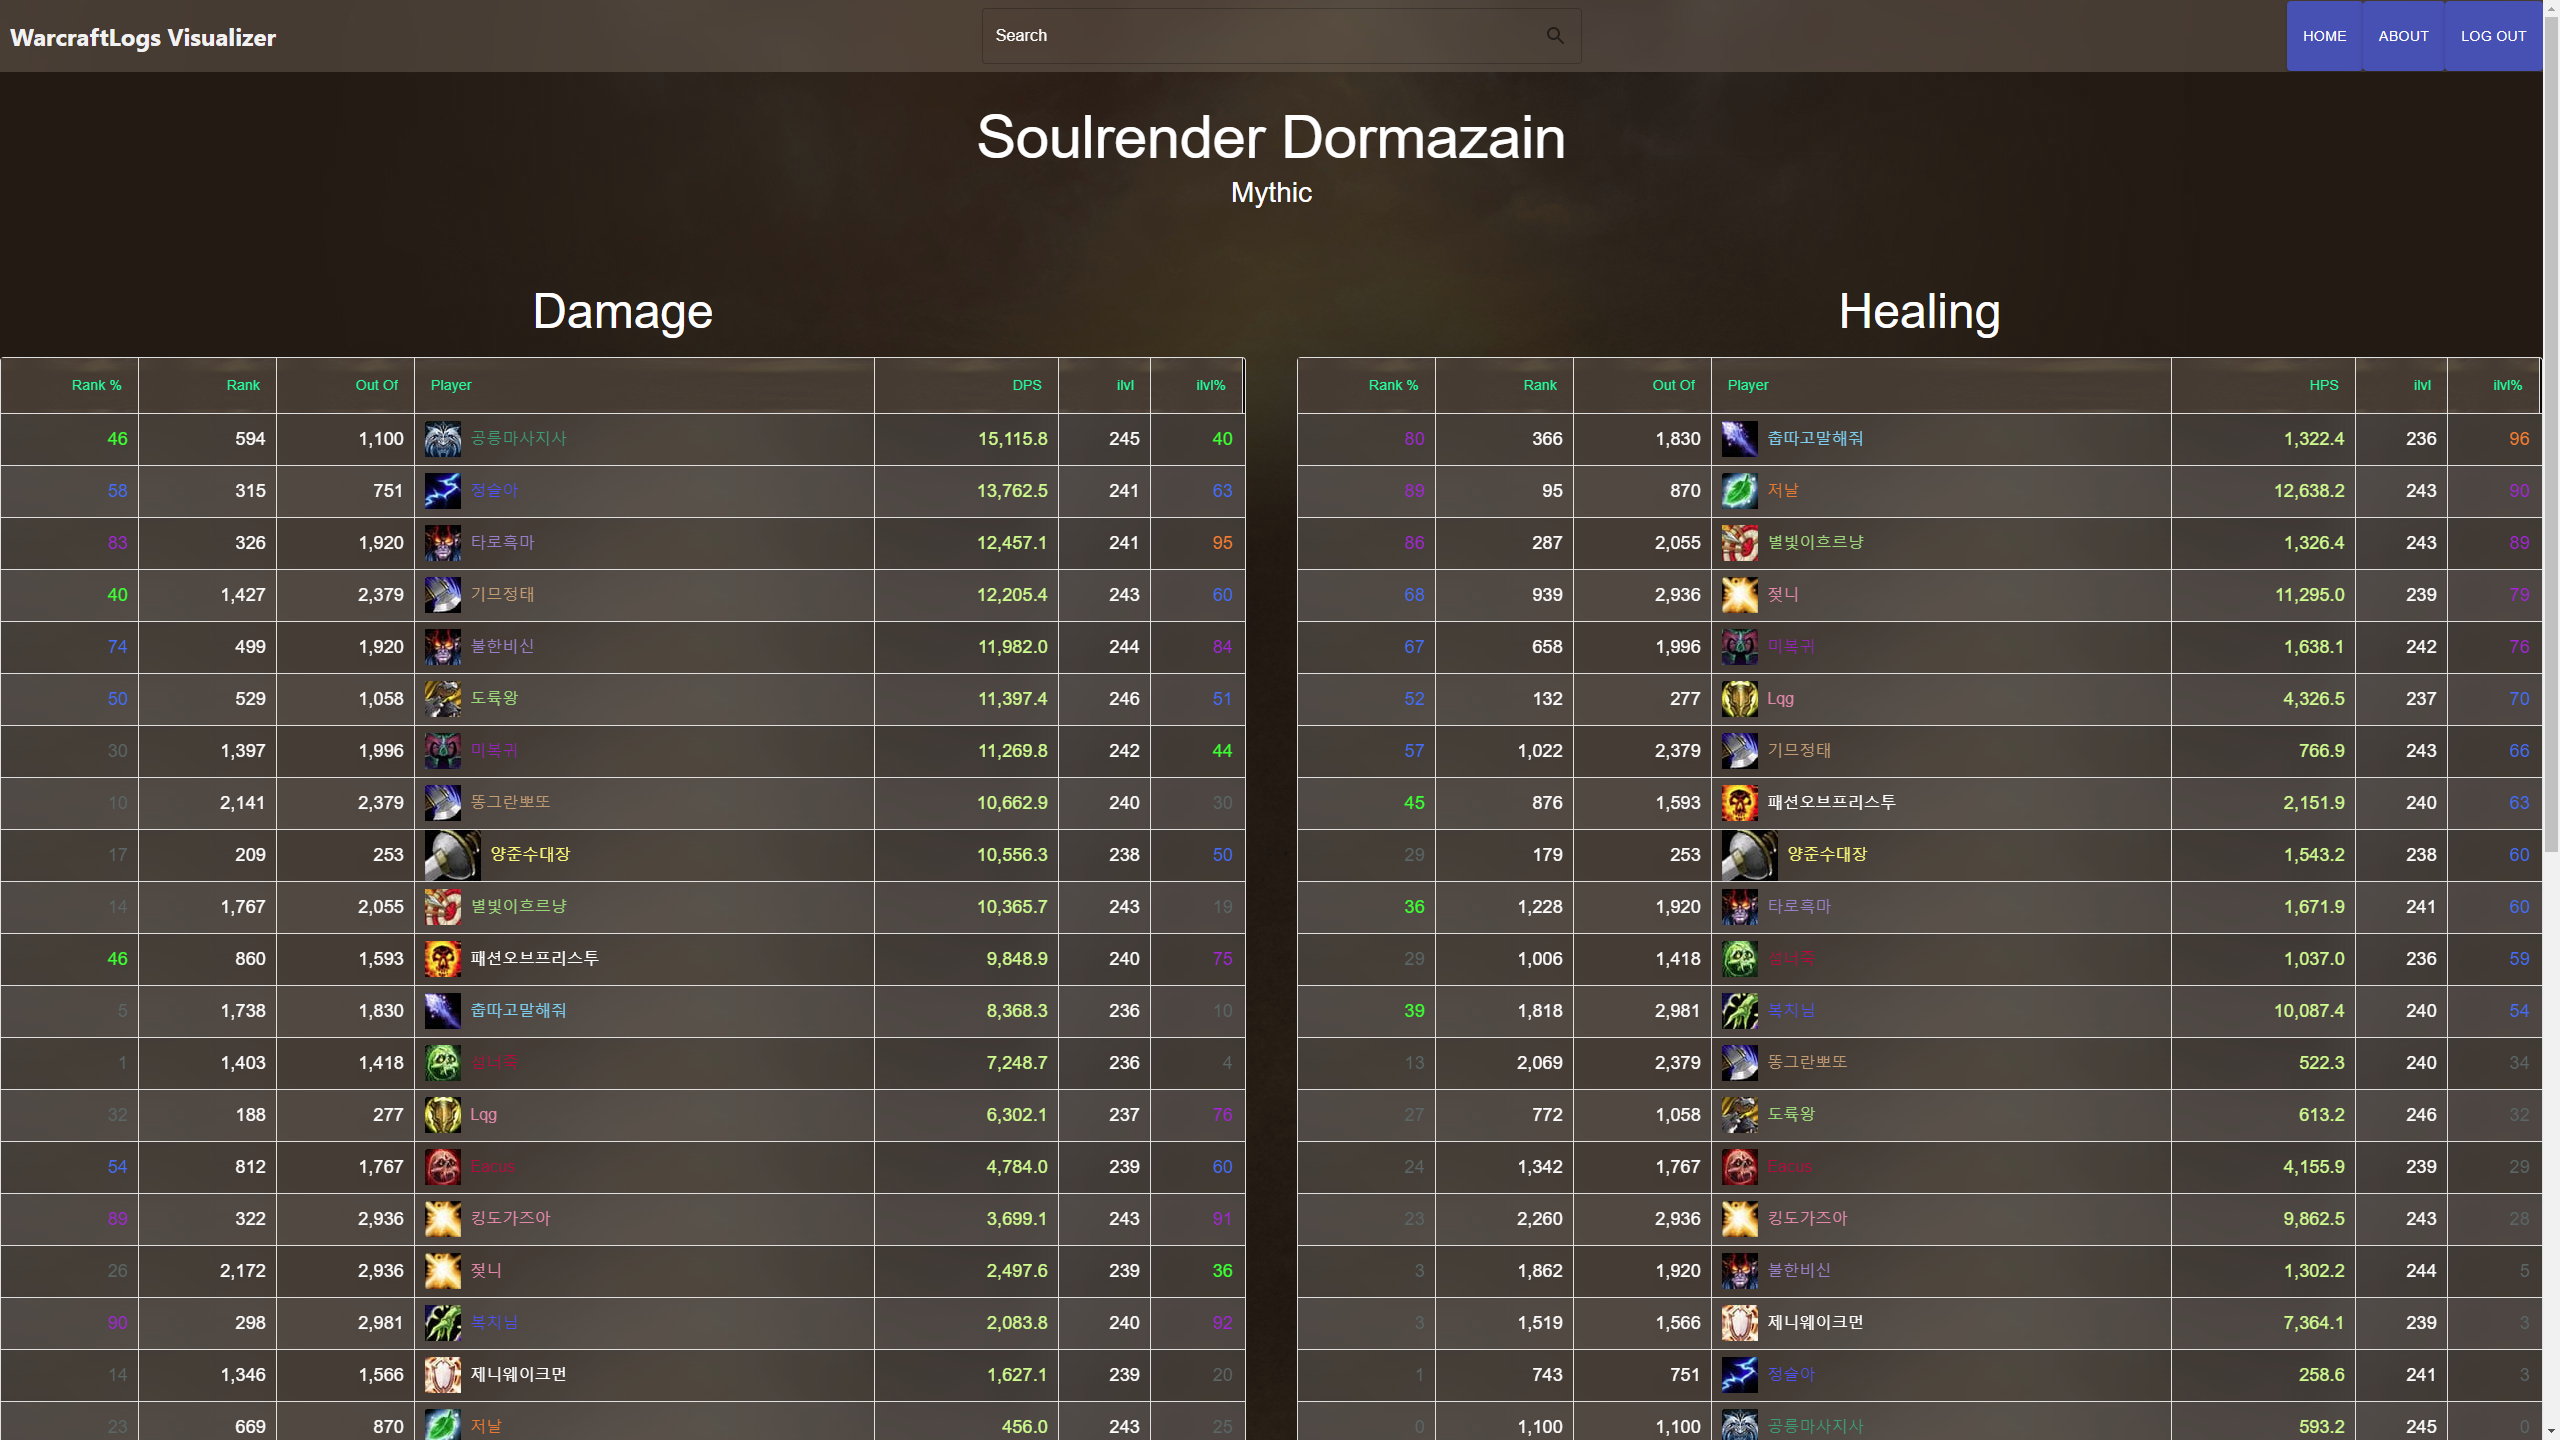 WarcraftLogs Visualizer
Search
HOME ABOUT LOG OUT
Soulrender Dormazain
Mythic
Damage
Rank % Rank Out Of Player DPS ilvl ilvl%
46 594 1,100 공릉마사지사 15,115.8 245 40
58 315 751 정슬아 13,762.5 241 63
83 326 1,920 타로흑마 12,457.1 241 95
40 1,427 2,379 기므정태 12,205.4 243 60
74 499 1,920 불한비신 11,982.0 244 84
50 529 1,058 도륙왕 11,397.4 246 51
30 1,397 1,996 미복귀 11,269.8 242 44
10 2,141 2,379 똥그란뽀또 10,662.9 240 30
17 209 253 양준수대장 10,556.3 238 50
14 1,767 2,055 별빛이흐르냥 10,365.7 243 19
46 860 1,593 패션오브프리스투 9,848.9 240 75
5 1,738 1,830 춥따고말해줘 8,368.3 236 10
1 1,403 1,418 7,248.7 236 4
32 188 277 Lqg 6,302.1 237 76
54 812 1,767 Eacus 4,784.0 239 60
89 322 2,936 킹도가즈아 3,699.1 243 91
26 2,172 2,936 젖니 2,497.6 239 36
90 298 2,981 복지님 2,083.8 240 92
14 1,346 1,566 제니웨이크먼 1,627.1 239 20
23 669 870 저날 456.0 243 25
Healing
Rank % Rank Out Of Player HPS ilvl ilvl%
80 366 1,830 춥따고말해줘 1,322.4 236 96
89 95 870 저날 12,638.2 243 90
86 287 2,055 별빛이흐르냥 1,326.4 243 89
68 939 2,936 젖니 11,295.0 239 79
67 658 1,996 미복귀 1,638.1 242 76
52 132 277 Lqg 4,326.5 237 70
57 1,022 2,379 기므정태 766.9 243 66
45 876 1,593 패션오브프리스투 2,151.9 240 63
29 179 253 양준수대장 1,543.2 238 60
36 1,228 1,920 타로흑마 1,671.9 241 60
29 1,006 1,418 1,037.0 236 59
39 1,818 2,981 복지님 10,087.4 240 54
13 2,069 2,379 똥그란뽀또 522.3 240 34
27 772 1,058 도륙왕 613.2 246 32
24 1,342 1,767 Eacus 4,155.9 239 29
23 2,260 2,936 킹도가즈아 9,862.5 243 28
3 1,862 1,920 불한비신 1,302.2 244 5
3 1,519 1,566 제니웨이크먼 7,364.1 239 3
1 743 751 정슬아 258.6 241 3
0 1,100 1,100 공릉마사지사 593.2 245 0